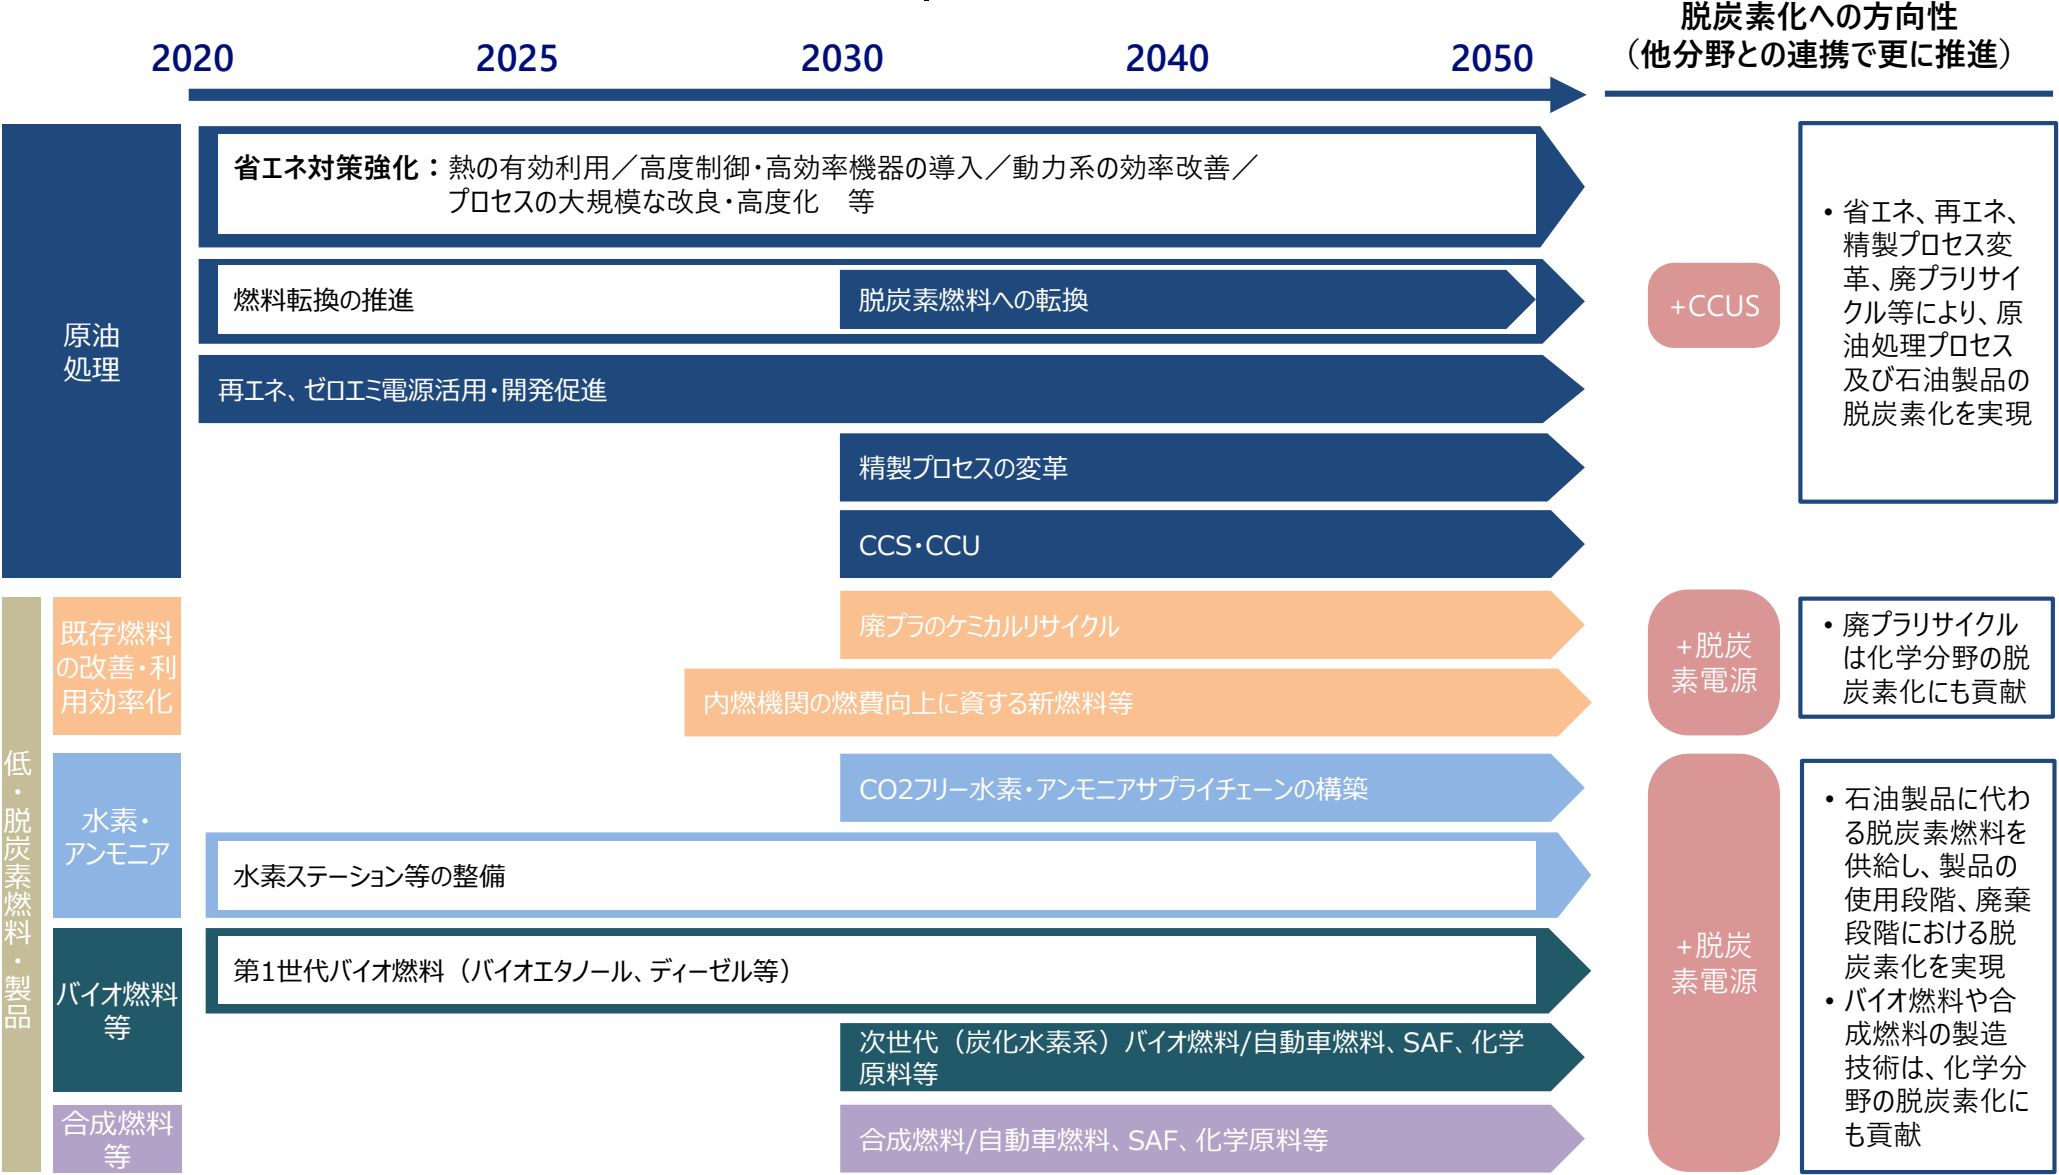 脱炭素化への方向性
（他分野との連携で更に推進）
2020
2025
2030
2040
2050
原油
処理
省エネ対策強化：熱の有効利用／高度制御・高効率機器の導入／動力系の効率改善／
プロセスの大規模な改良・高度化　等
燃料転換の推進
脱炭素燃料への転換
再エネ、ゼロエミ電源活用・開発促進
精製プロセスの変革
CCS・CCU
+CCUS
• 省エネ、再エネ、
精製プロセス変
革、廃プラリサイ
クル等により、原
油処理プロセス
及び石油製品の
脱炭素化を実現
低・脱炭素燃料・製品
既存燃料
の改善・利
用効率化
廃プラのケミカルリサイクル
内燃機関の燃費向上に資する新燃料等
+脱炭
素電源
• 廃プラリサイクル
は化学分野の脱
炭素化にも貢献
水素・
アンモニア
CO2フリー水素・アンモニアサプライチェーンの構築
水素ステーション等の整備
バイオ燃料
等
第1世代バイオ燃料（バイオエタノール、ディーゼル等）
次世代（炭化水素系）バイオ燃料/自動車燃料、SAF、化学
原料等
合成燃料
等
合成燃料/自動車燃料、SAF、化学原料等
+脱炭
素電源
• 石油製品に代わ
る脱炭素燃料を
供給し、製品の
使用段階、廃棄
段階における脱
炭素化を実現
• バイオ燃料や合
成燃料の製造
技術は、化学分
野の脱炭素化に
も貢献